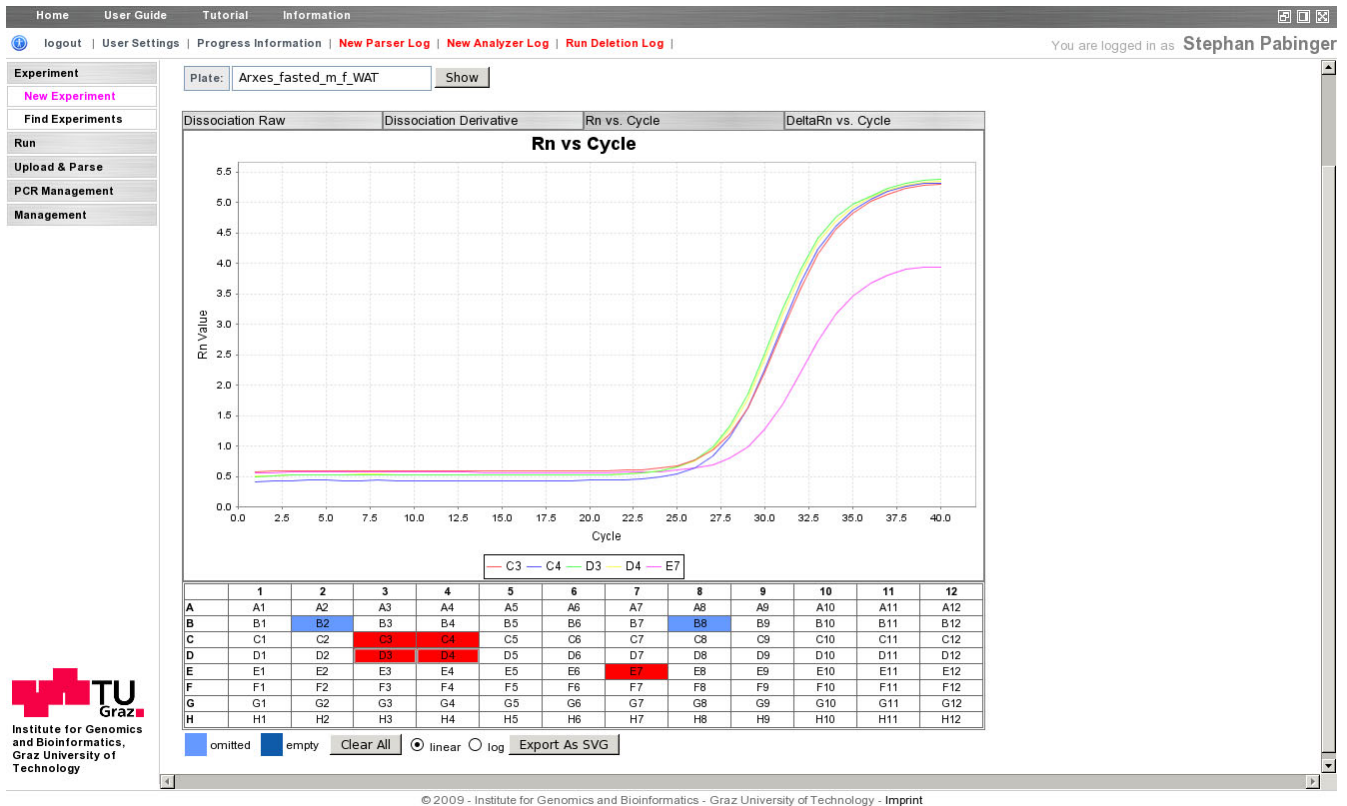 Home User Guide Tutorial Information
logout | User Settings | Progress Information | New Parser Log | New Analyzer Log | Run Deletion Log |
You are logged in as Stephan Pabinger
Experiment
New Experiment
Find Experiments
Run
Upload & Parse
PCR Management
Management
Plate: Arxes_fasted_m_f_WAT Show
Dissociation Raw Dissociation Derivative Rn vs. Cycle DeltaRn vs. Cycle
Rn vs Cycle
Rn Value
5.5
5.0
4.5
4.0
3.5
3.0
2.5
2.0
1.5
1.0
0.5
0.0
0.0 2.5 5.0 7.5 10.0 12.5 15.0 17.5 20.0 22.5 25.0 27.5 30.0 32.5 35.0 37.5 40.0
Cycle
C3 C4 D3 D4 E7
1 2 3 4 5 6 7 8 9 10 11 12
A A1 A2 A3 A4 A5 A6 A7 A8 A9 A10 A11 A12
B B1 B2 B3 B4 B5 B6 B7 B8 B9 B10 B11 B12
C C1 C2 C3 C4 C5 C6 C7 C8 C9 C10 C11 C12
D D1 D2 D3 D4 D5 D6 D7 D8 D9 D10 D11 D12
E E1 E2 E3 E4 E5 E6 E7 E8 E9 E10 E11 E12
F F1 F2 F3 F4 F5 F6 F7 F8 F9 F10 F11 F12
G G1 G2 G3 G4 G5 G6 G7 G8 G9 G10 G11 G12
H H1 H2 H3 H4 H5 H6 H7 H8 H9 H10 H11 H12
omitted empty Clear All linear log Export As SVG
TU
Graz
Institute for Genomics
and Bioinformatics,
Graz University of
Technology
© 2009 - Institute for Genomics and Bioinformatics - Graz University of Technology - Imprint